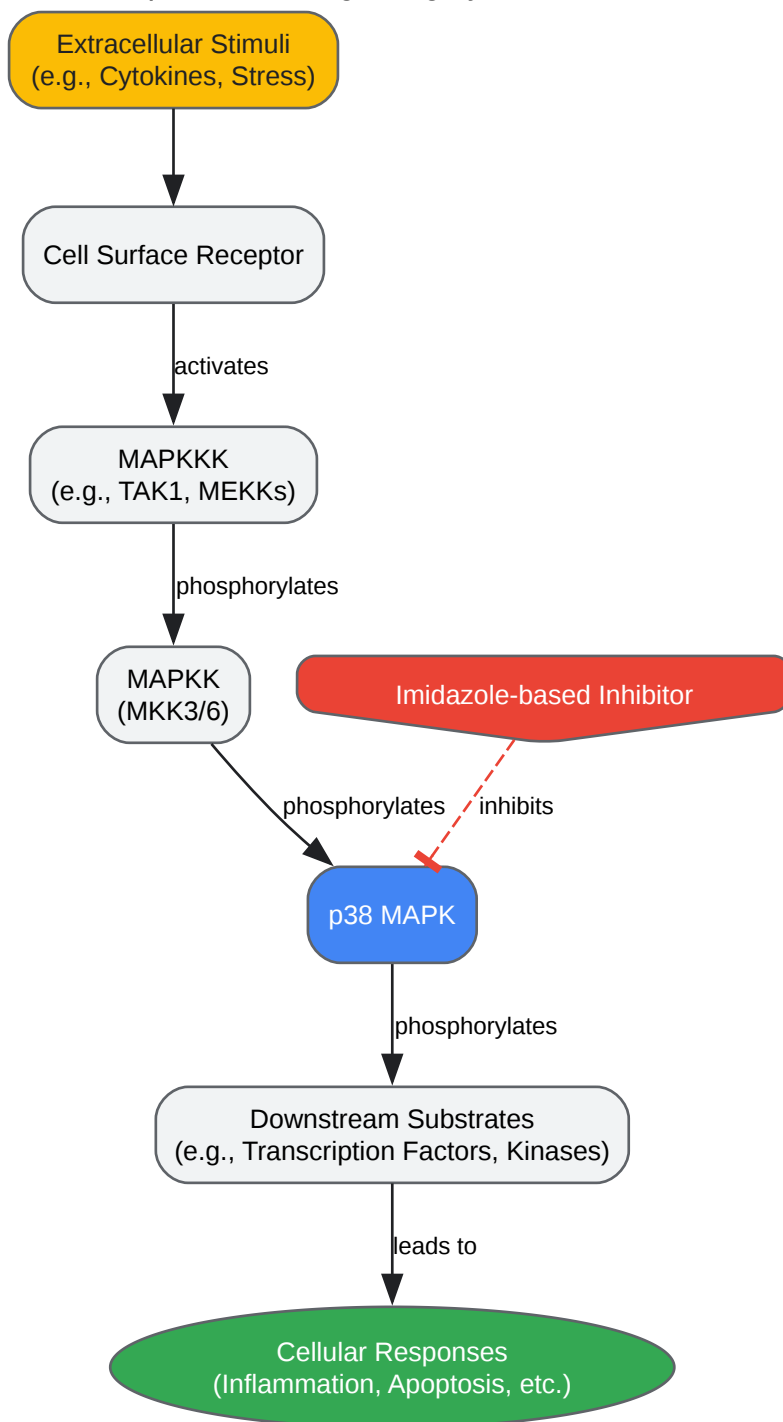 Extracellular Stimuli
(e.g., Cytokines, Stress)
Cell Surface Receptor
activates
MAPKKK
(e.g., TAK1, MEKKs)
phosphorylates
MAPKK
(MKK3/6)
Imidazole-based Inhibitor
phosphorylates
inhibits
p38 MAPK
phosphorylates
Downstream Substrates
(e.g., Transcription Factors, Kinases)
leads to
Cellular Responses
(Inflammation, Apoptosis, etc.)